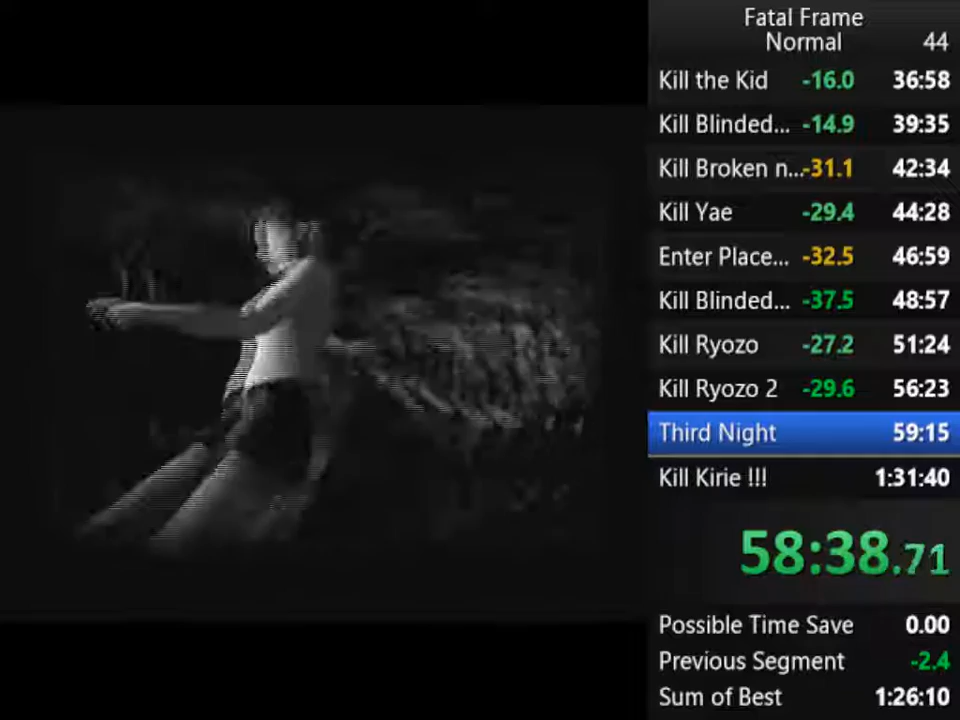 Fatal Frame
Normal 44
Kill the Kid -16.0 36:58
Kill Blinded... -14.9 39:35
Kill Broken n...-31.1 42:34
Kill Yae -29.4 44:28
Enter Place... -32.5 46:59
Kill Blinded... -37.5 48:57
Kill Ryozo -27.2 51:24
Kill Ryozo 2 -29.6 56:23
Third Night 59:15
Kill Kirie !!! 1:31:40
58:38.71
Possible Time Save 0.00
Previous Segment -2.4
Sum of Best 1:26:10